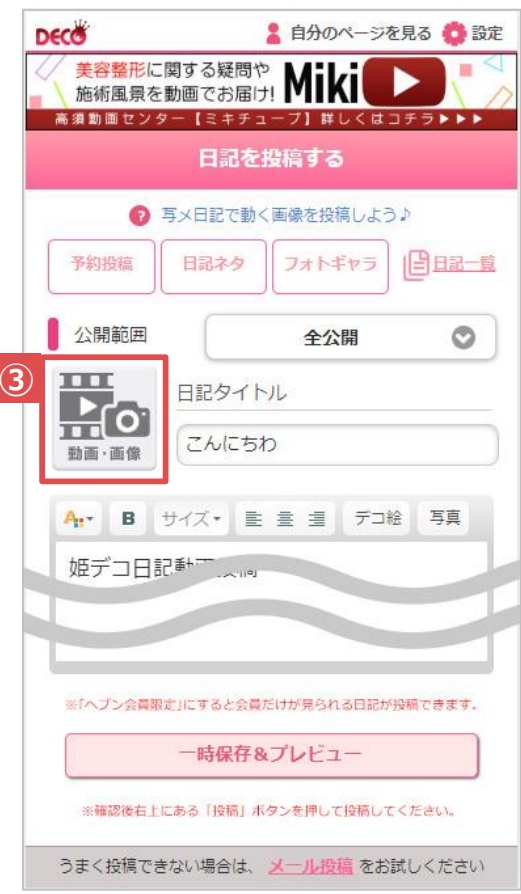 DECO
自分のページを見る 設定
美容整形に関する疑問や
施術風景を動画でお届け!
Miki
高須動画センター【ミキチューブ】詳しくはコチラ▶▶▶
日記を投稿する
? 写メ日記で動く画像を投稿しよう♪
予約投稿 日記ネタ フォトギャラ 日記一覧
公開範囲 全公開
③
動画・画像
日記タイトル
こんにちわ
A B サイズ デコ絵 写真
姫デコ日記動画投稿
※「ヘブン会員限定」にすると会員だけが見られる日記が投稿できます。
一時保存&プレビュー
※確認後右上にある「投稿」ボタンを押して投稿してください。
うまく投稿できない場合は、 メール投稿 をお試しください